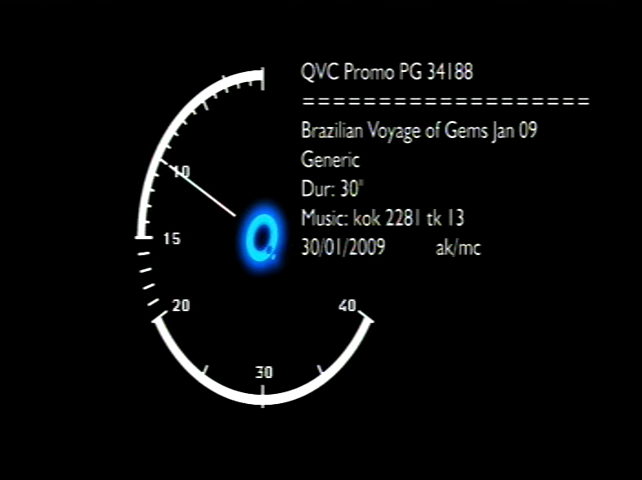 QVC Promo PG 34188
===================
Brazilian Voyage of Gems Jan 09
Generic
Dur: 30"
Music: kok 2281 tk 13
30/01/2009 ak/mc
10
15
20
40
30
Q